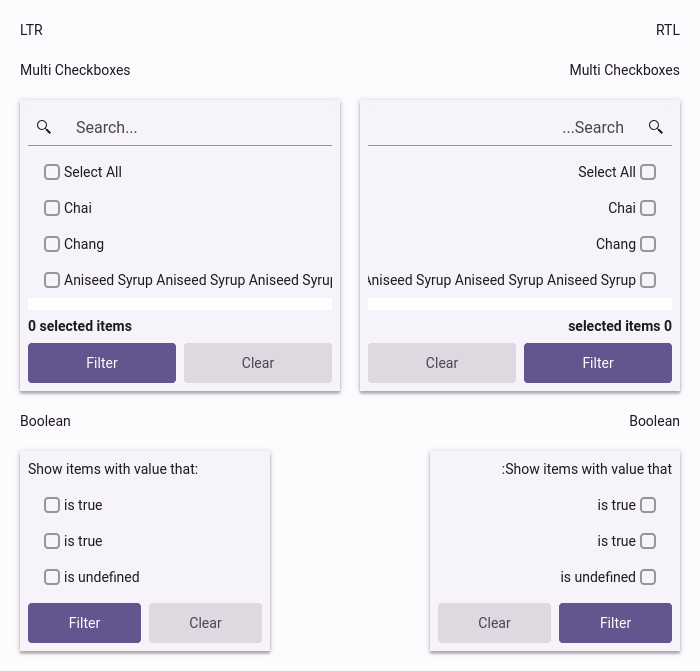 LTR
RTL
Multi Checkboxes
Multi Checkboxes
Search...
...Search
Select All
Select All
Chai
Chai
Chang
Chang
Aniseed Syrup Aniseed Syrup Aniseed Syrup
Aniseed Syrup Aniseed Syrup Aniseed Syrup
0 selected items
selected items 0
Filter
Clear
Clear
Filter
Boolean
Boolean
Show items with value that:
:Show items with value that
is true
is true
is true
is true
is undefined
is undefined
Filter
Clear
Clear
Filter